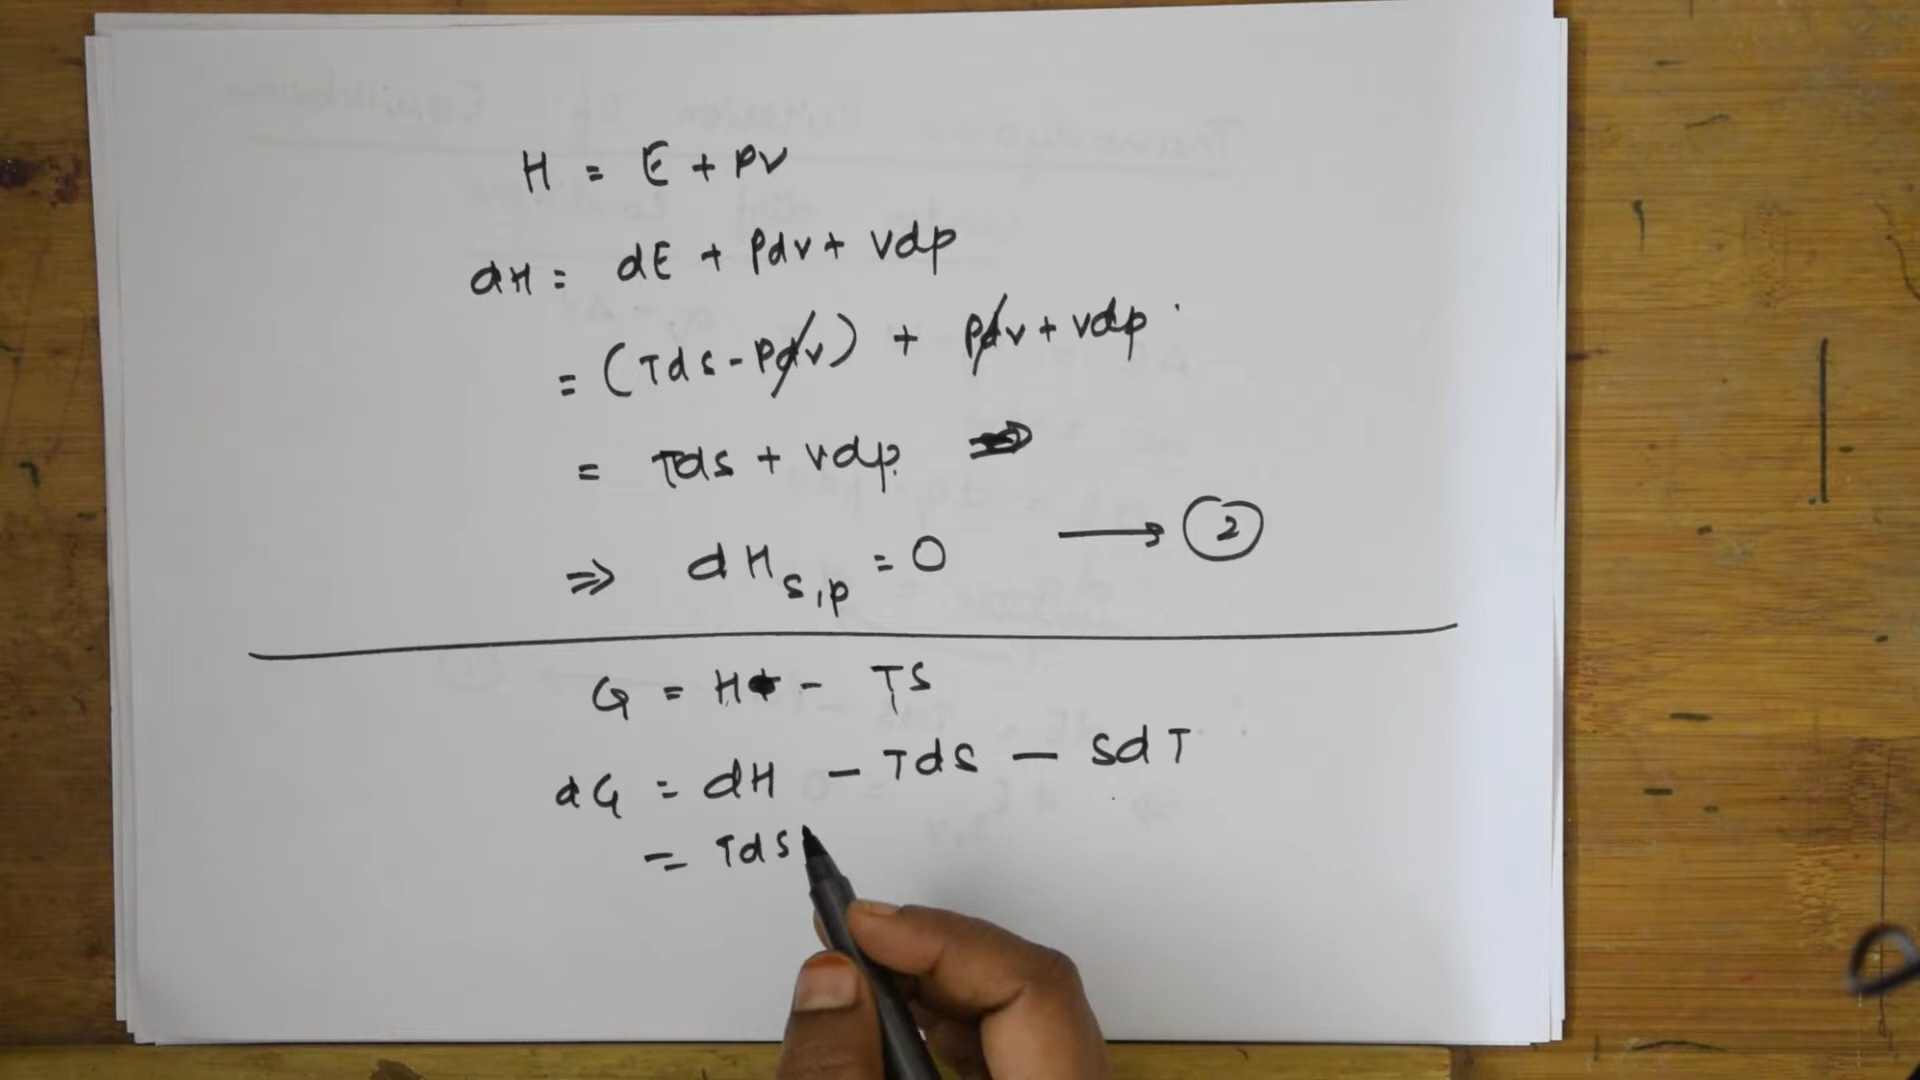 H = E + PV
dH = dE + Pdv + vdp
= (Tds - Pdv) + Pdv + vdp
= Tds + vdp. ⇒
⇒ dH_{s,p} = 0 → 2
G = H - TS
dG = dH - Tds - SdT
= Tds